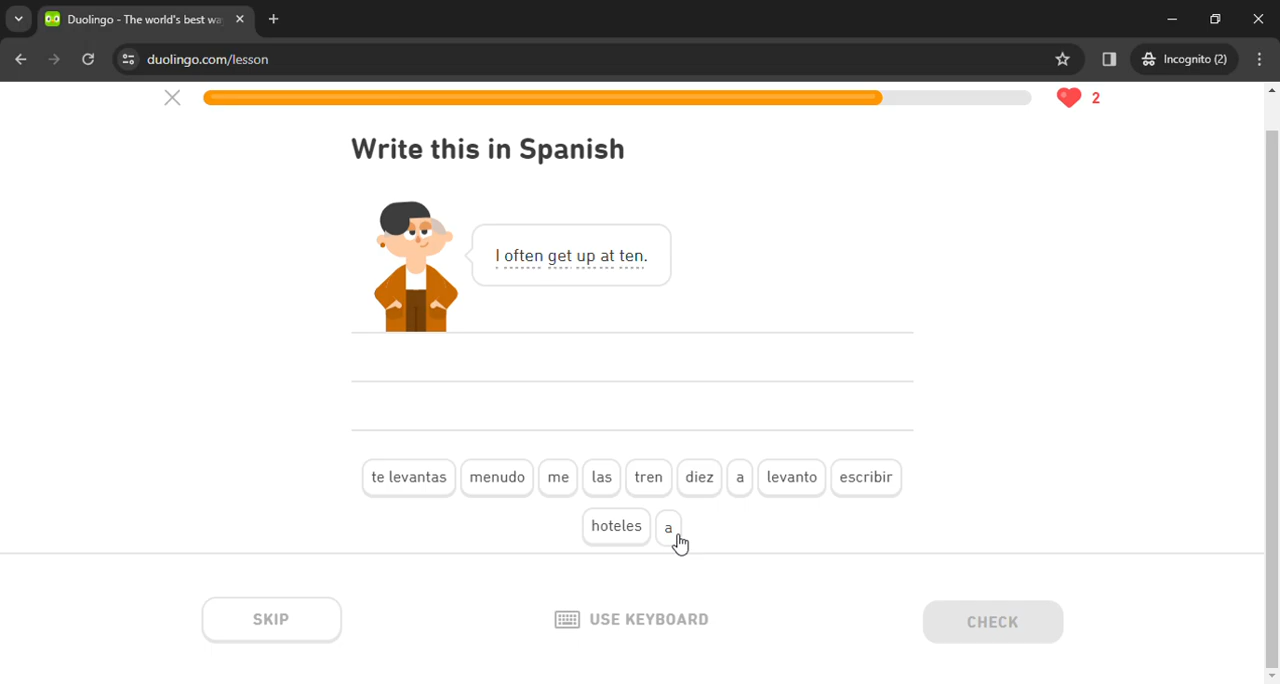 Duolingo - The world's best wa
duolingo.com/lesson
Incognito (2)
2
Write this in Spanish
I often get up at ten.
te levantas menudo me las tren diez a levanto escribir
hoteles a
SKIP
USE KEYBOARD
CHECK